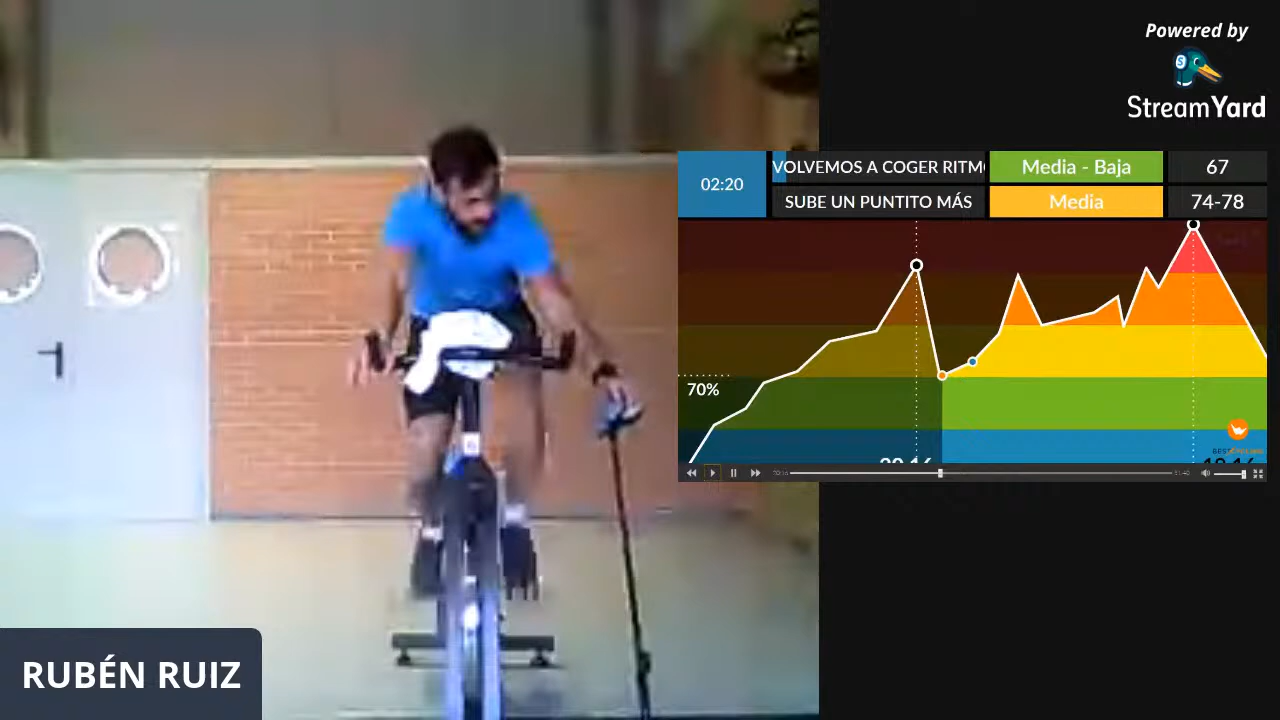 Powered by
StreamYard
02:20
VOLVEMOS A COGER RITM
Media - Baja
67
SUBE UN PUNTITO MÁS
Media
74-78
70%
RUBÉN RUIZ